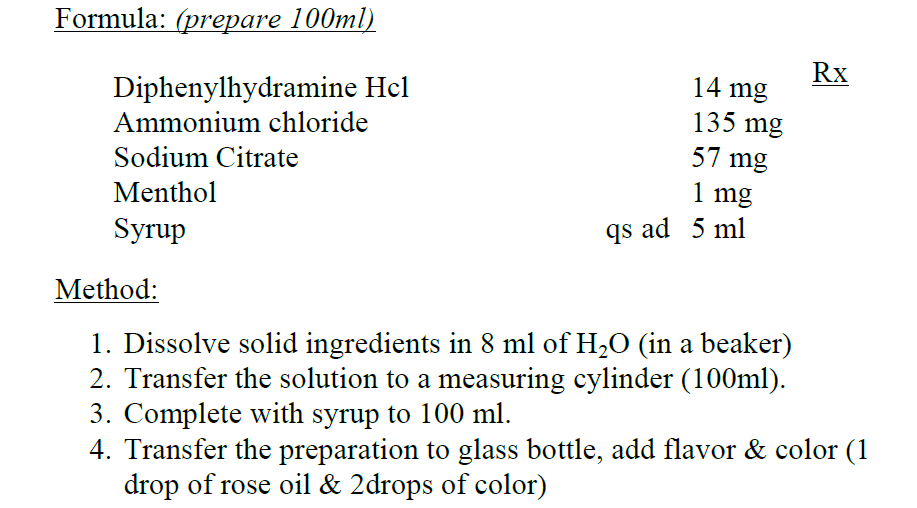 Formula: (prepare 100ml)
Rx
Diphenylhydramine Hcl 14 mg
Ammonium chloride 135 mg
Sodium Citrate 57 mg
Menthol 1 mg
Syrup qs ad 5 ml
Method:
1. Dissolve solid ingredients in 8 ml of H₂O (in a beaker)
2. Transfer the solution to a measuring cylinder (100ml).
3. Complete with syrup to 100 ml.
4. Transfer the preparation to glass bottle, add flavor & color (1
drop of rose oil & 2drops of color)